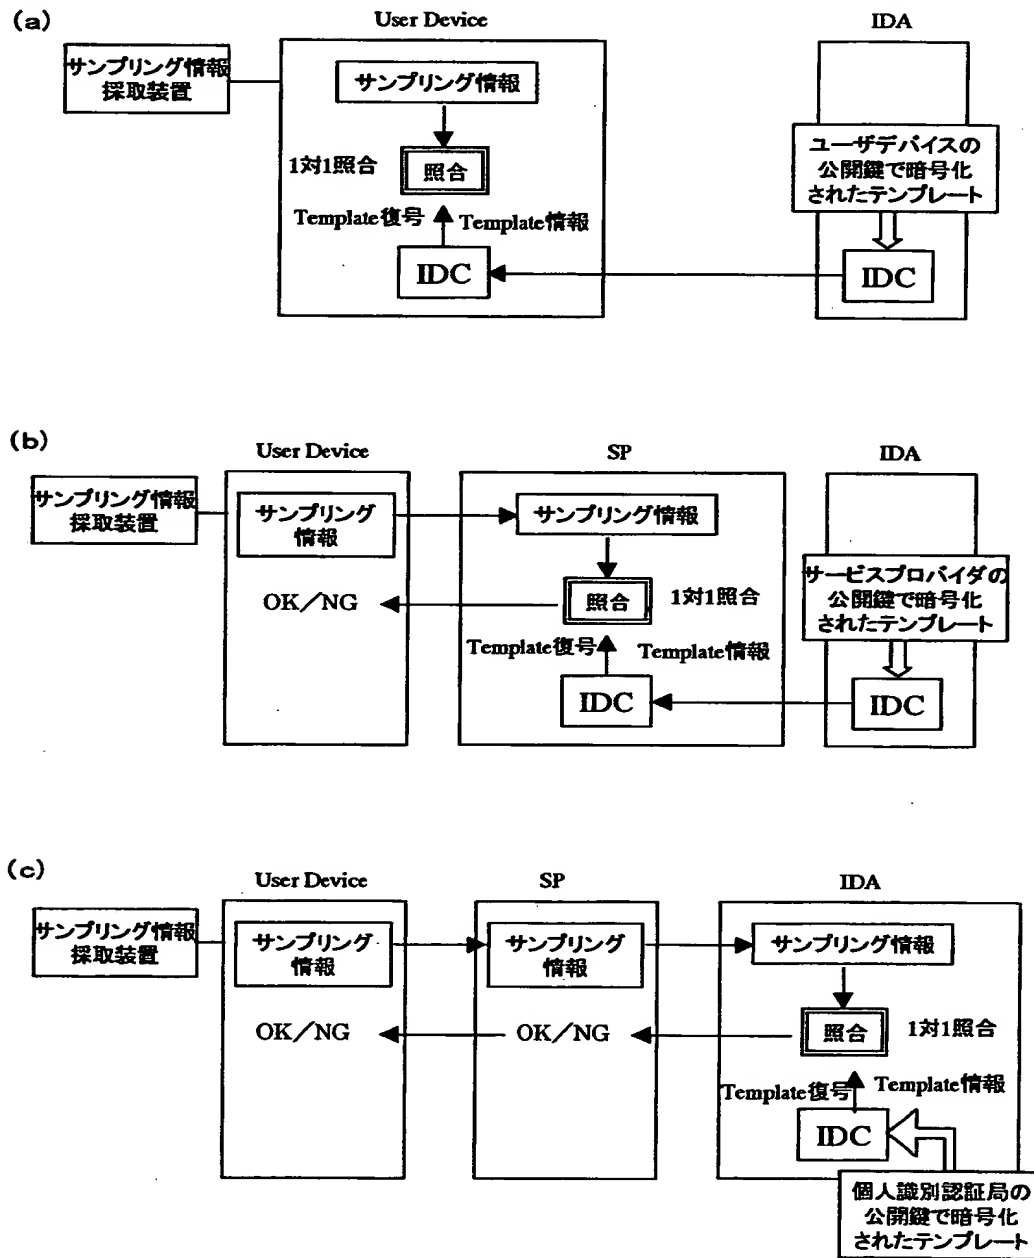 (a)
User Device
IDA
サンプリング情報
採取装置
サンプリング情報
1対1照合
照合
Template復号
Template情報
IDC
ユーザデバイスの
公開鍵で暗号化
されたテンプレート
IDC
(b)
User Device
SP
IDA
サンプリング情報
採取装置
サンプリング
情報
サンプリング情報
OK／NG
照合
1対1照合
Template復号
Template情報
IDC
サービスプロバイダの
公開鍵で暗号化
されたテンプレート
IDC
(c)
User Device
SP
IDA
サンプリング情報
採取装置
サンプリング
情報
サンプリング
情報
サンプリング情報
OK／NG
OK／NG
照合
1対1照合
Template復号
Template情報
IDC
個人識別認証局の
公開鍵で暗号化
されたテンプレート